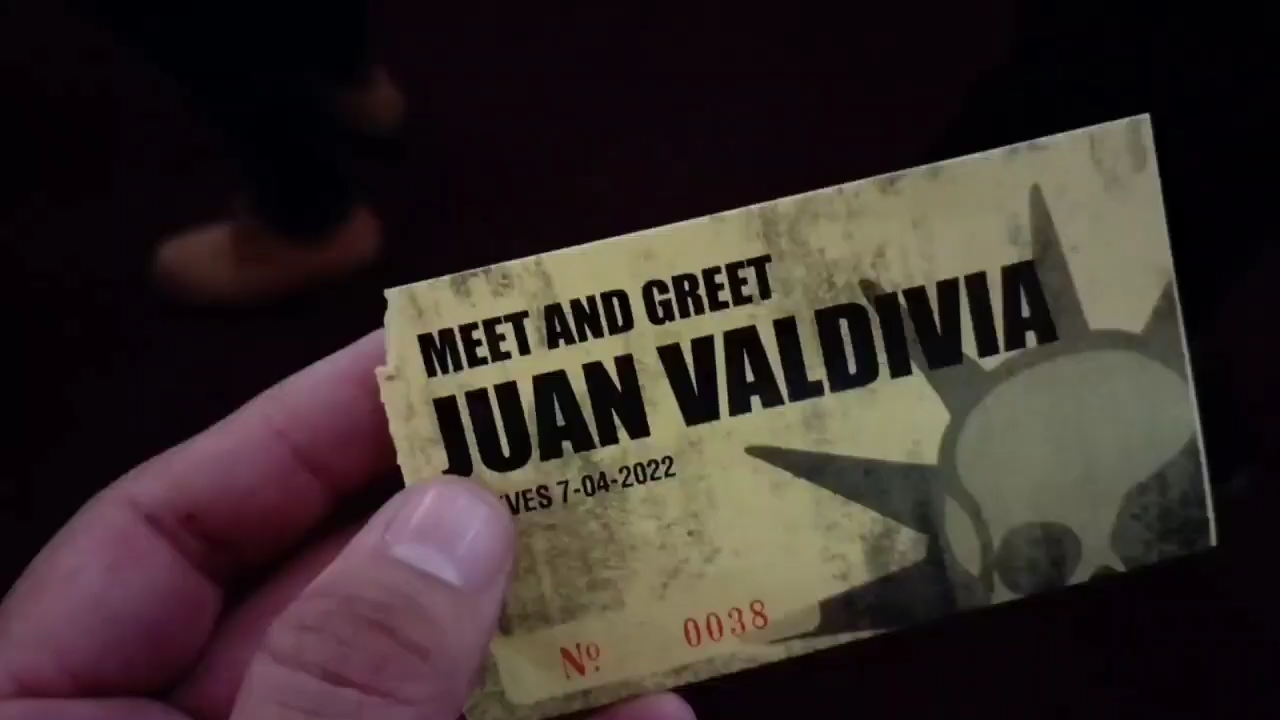 MEET AND GREET
JUAN VALDIVIA
VES 7-04-2022
Nº 0038